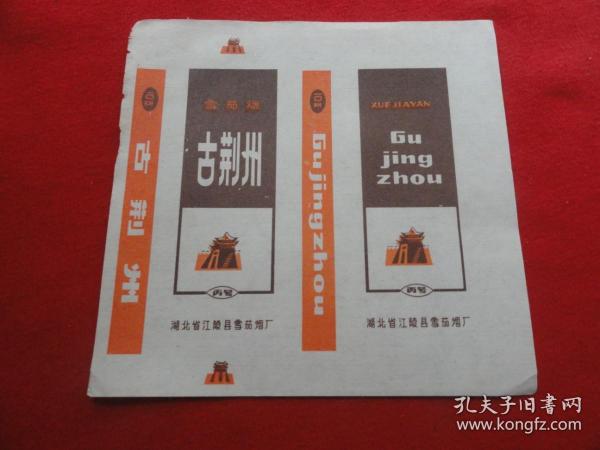 古荆州
雪茄烟
古荆州
丙号
湖北省江陵县雪茄烟厂
Gujingzhou
XUE JIAYAN
Gu
jing
zhou
丙号
湖北省江陵县雪茄烟厂
孔夫子旧书网
www.kongfz.com